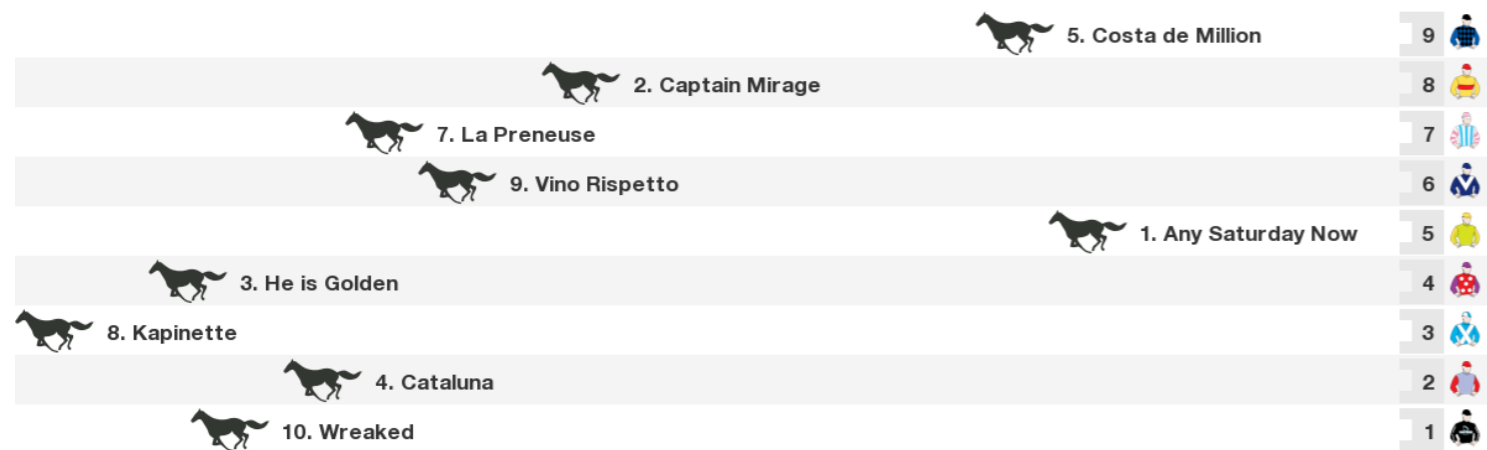 5. Costa de Million 9
2. Captain Mirage 8
7. La Preneuse 7
9. Vino Rispetto 6
1. Any Saturday Now 5
3. He is Golden 4
8. Kapinette 3
4. Cataluna 2
10. Wreaked 1